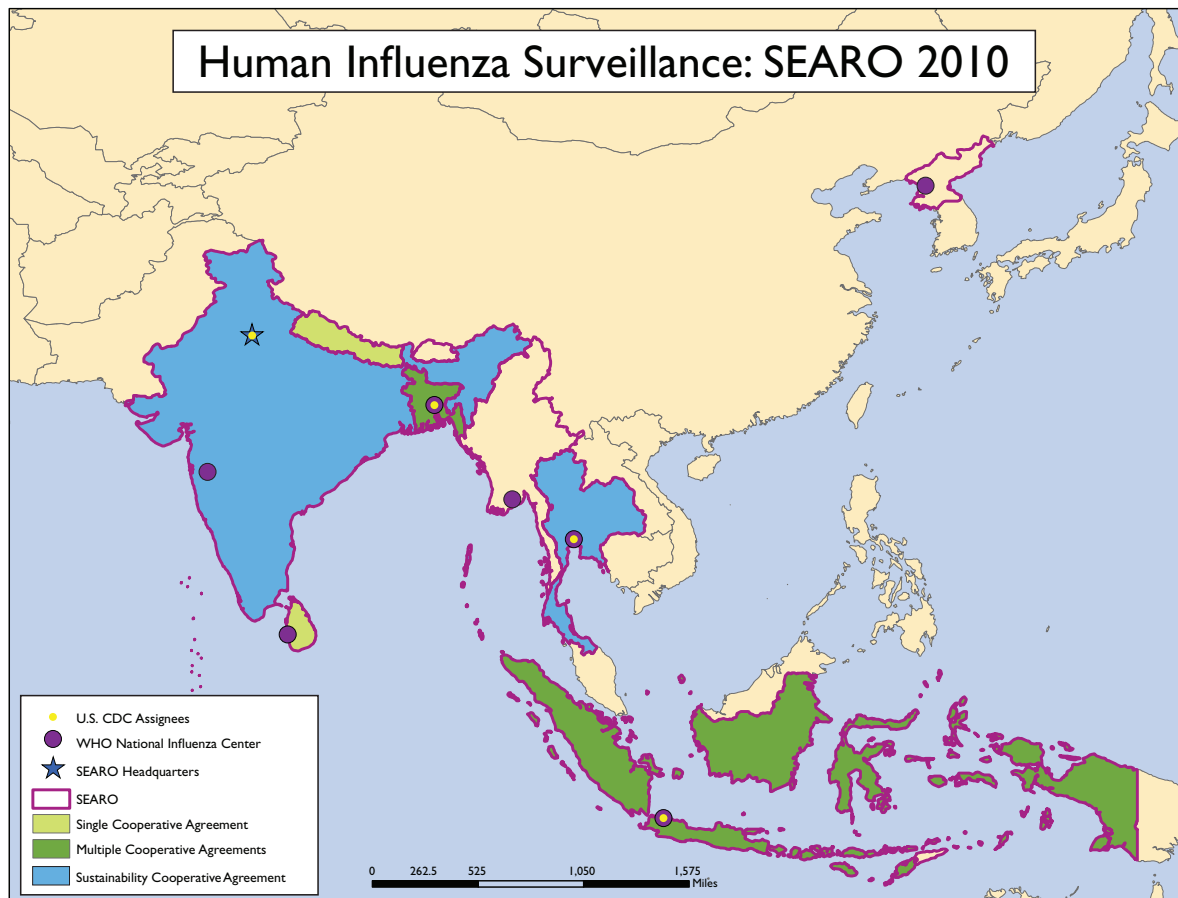 Human Influenza Surveillance: SEARO 2010
U.S. CDC Assignees
WHO National Influenza Center
SEARO Headquarters
SEARO
Single Cooperative Agreement
Multiple Cooperative Agreements
Sustainability Cooperative Agreement
0 262.5 525 1,050 1,575
Miles